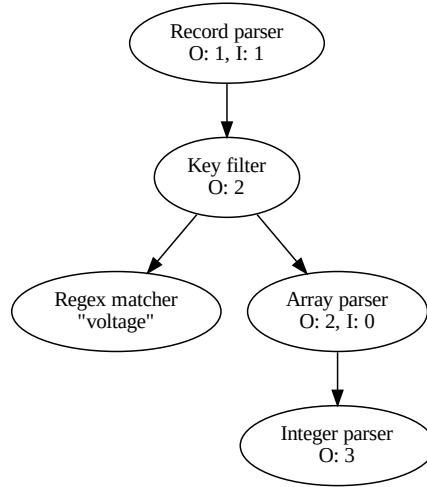 Record parser
O: 1, I: 1
Key filter
O: 2
Regex matcher
"voltage"
Array parser
O: 2, I: 0
Integer parser
O: 3